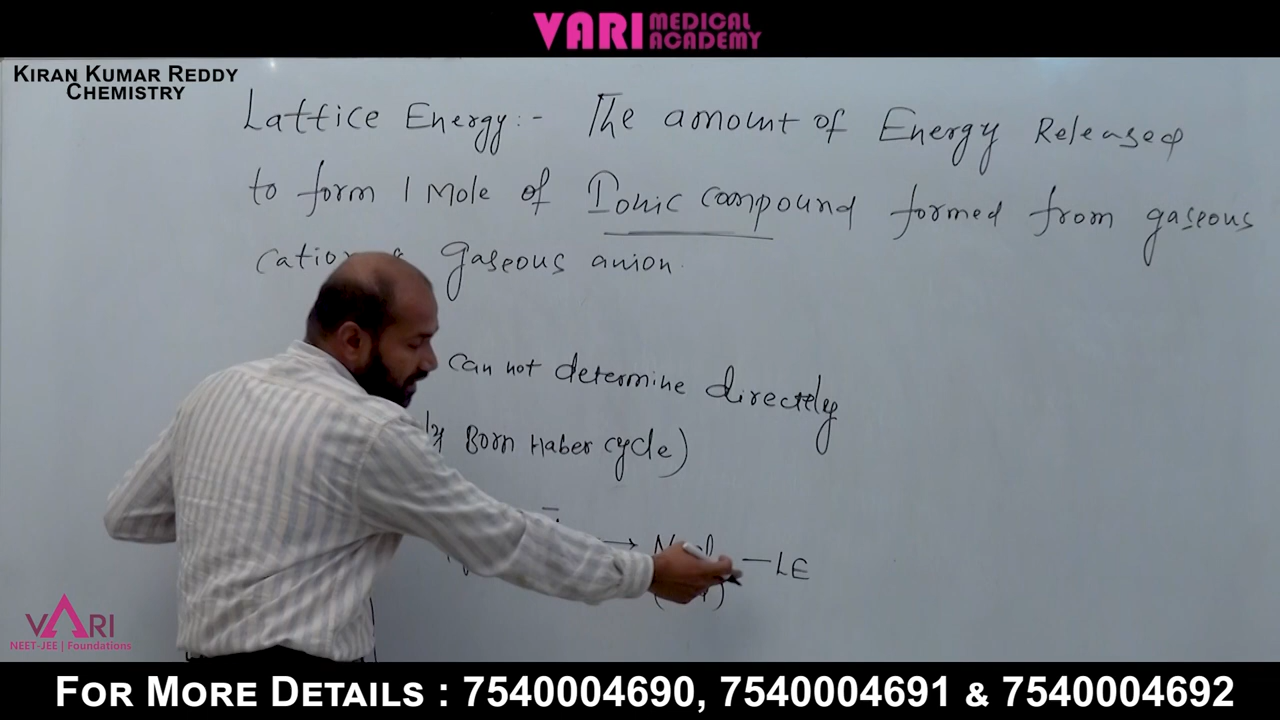 VARI MEDICAL ACADEMY
KIRAN KUMAR REDDY
CHEMISTRY
Lattice Energy:- The amount of Energy Released
to form 1 Mole of Ionic compound formed from gaseous
cation & gaseous anion.
can not determine directely
Born Haber cycle)
→ –LE
VARI
NEET-JEE | Foundations
FOR MORE DETAILS : 7540004690, 7540004691 & 7540004692